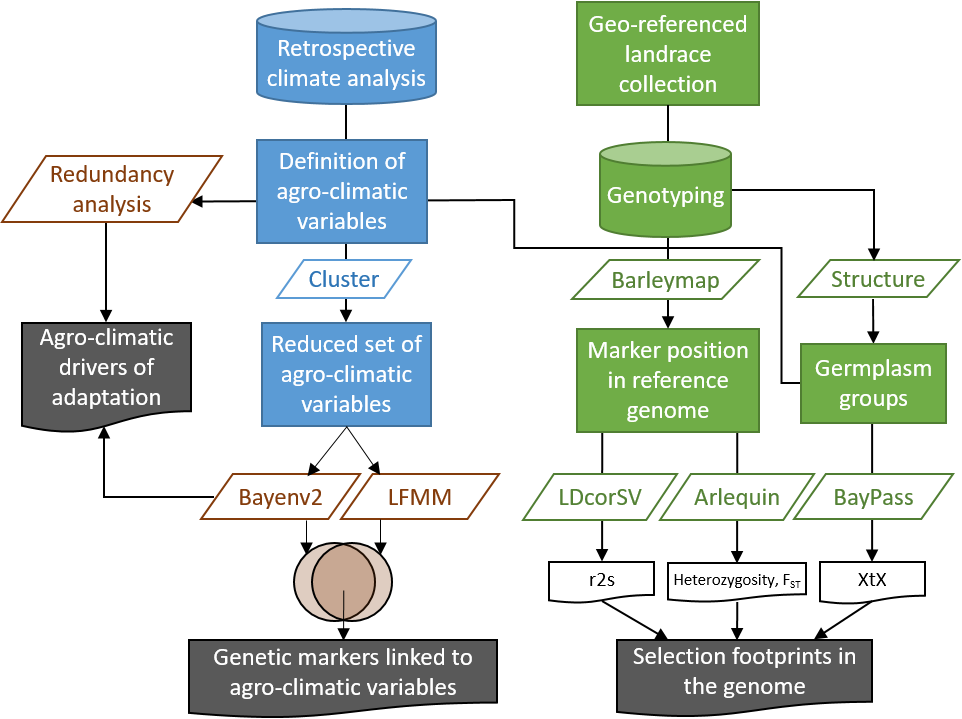 Retrospective
climate analysis
Geo-referenced
landrace
collection
Definition of
agro-climatic
variables
Redundancy
analysis
Genotyping
Cluster
Barleymap
Structure
Agro-climatic
drivers of
adaptation
Reduced set of
agro-climatic
variables
Marker position
in reference
genome
Germplasm
groups
Bayenv2
LFMM
LDcorSV
Arlequin
BayPass
r2s
Heterozygosity, FST
XtX
Genetic markers linked to
agro-climatic variables
Selection footprints in
the genome